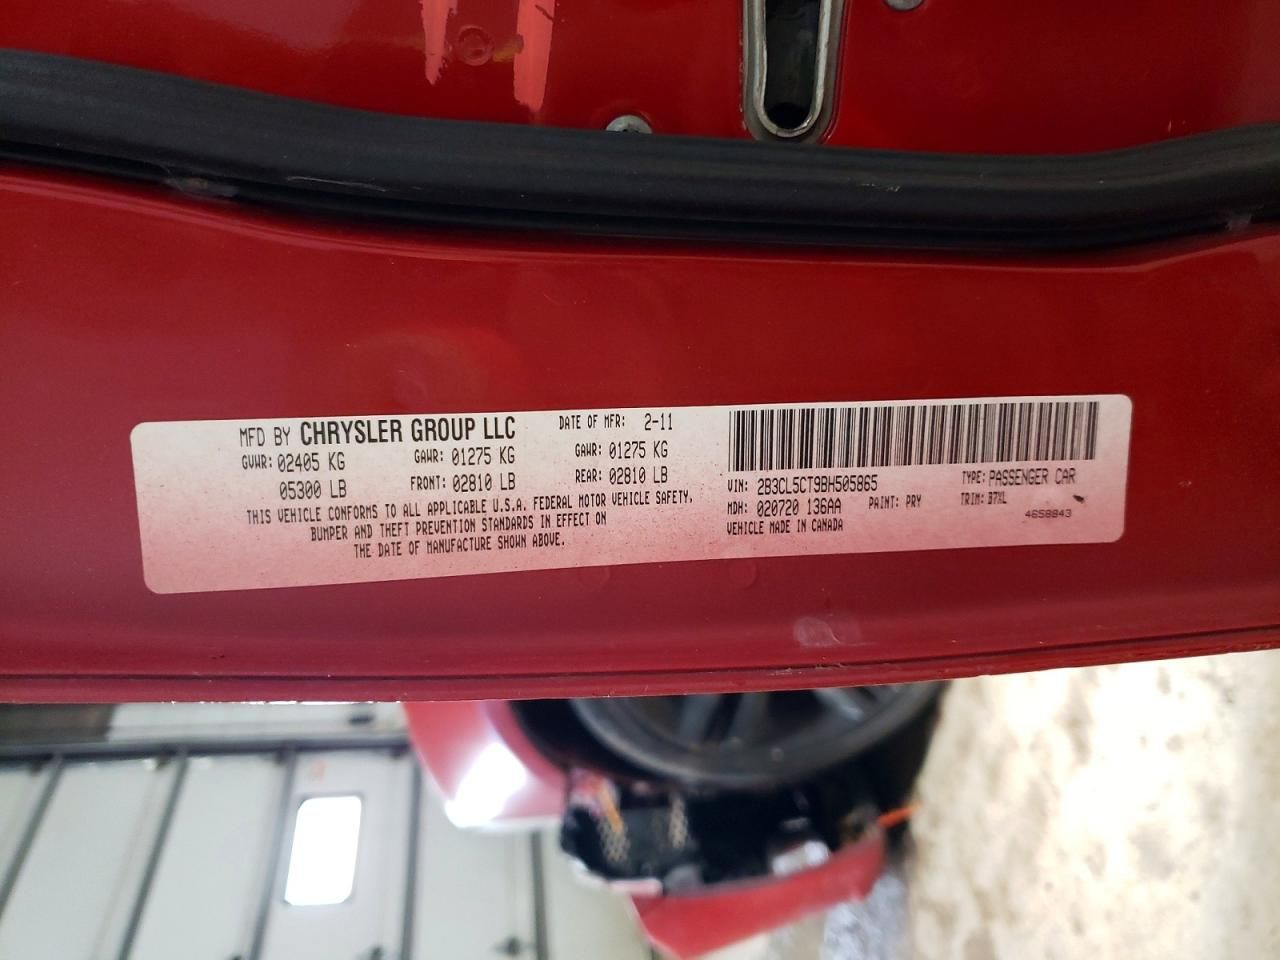 MFD BY CHRYSLER GROUP LLC DATE OF MFR: 2-11
GVWR: 02405 KG GAWR: 01275 KG GAWR: 01275 KG
05300 LB FRONT: 02810 LB REAR: 02810 LB
THIS VEHICLE CONFORMS TO ALL APPLICABLE U.S.A. FEDERAL MOTOR VEHICLE SAFETY,
BUMPER AND THEFT PREVENTION STANDARDS IN EFFECT ON
THE DATE OF MANUFACTURE SHOWN ABOVE.
VIN: 2B3CL5CT9BH505865 TYPE: PASSENGER CAR
MDH: 020720 136AA PAINT: PRY TRIM: B7XL
VEHICLE MADE IN CANADA 4658843